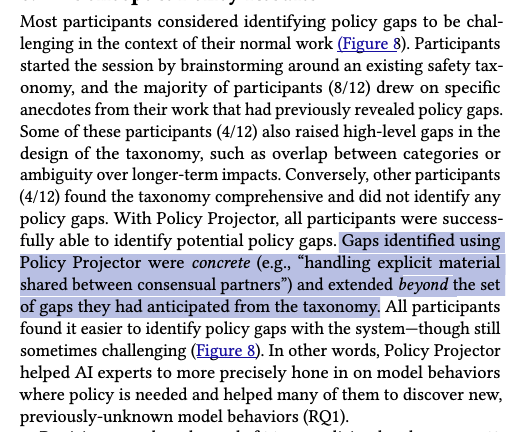 Most participants considered identifying policy gaps to be chal-
lenging in the context of their normal work (Figure 8). Participants
started the session by brainstorming around an existing safety tax-
onomy, and the majority of participants (8/12) drew on specific
anecdotes from their work that had previously revealed policy gaps.
Some of these participants (4/12) also raised high-level gaps in the
design of the taxonomy, such as overlap between categories or
ambiguity over longer-term impacts. Conversely, other participants
(4/12) found the taxonomy comprehensive and did not identify any
policy gaps. With Policy Projector, all participants were success-
fully able to identify potential policy gaps. Gaps identified using
Policy Projector were concrete (e.g., “handling explicit material
shared between consensual partners”) and extended beyond the set
of gaps they had anticipated from the taxonomy. All participants
found it easier to identify policy gaps with the system—though still
sometimes challenging (Figure 8). In other words, Policy Projector
helped AI experts to more precisely hone in on model behaviors
where policy is needed and helped many of them to discover new,
previously-unknown model behaviors (RQ1).